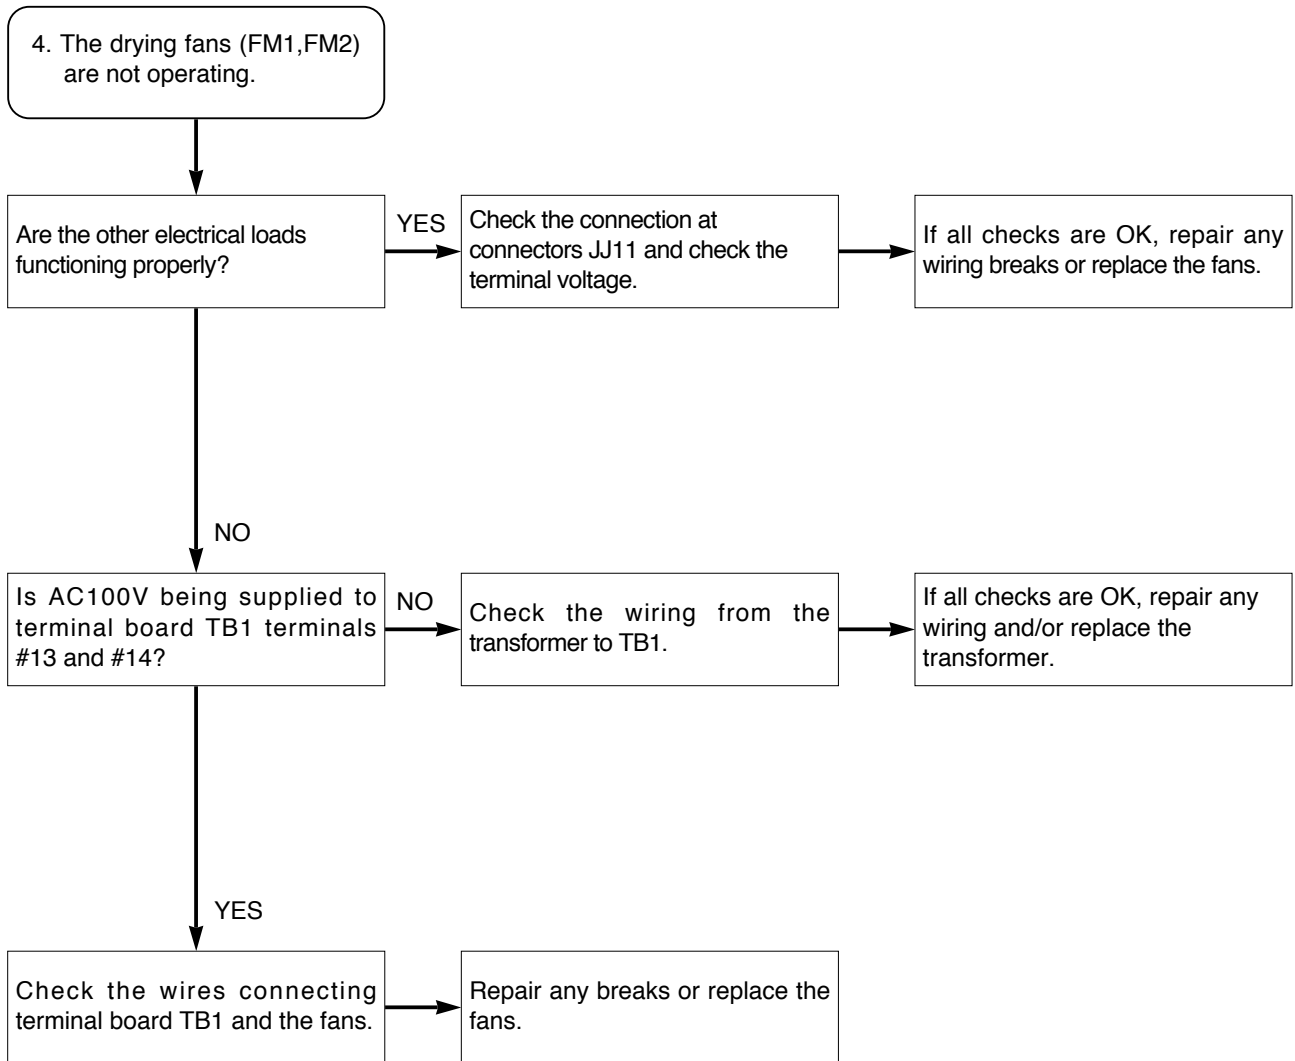 4. The drying fans (FM1,FM2)
are not operating.
Are the other electrical loads
functioning properly?
YES
Check the connection at
connectors JJ11 and check the
terminal voltage.
If all checks are OK, repair any
wiring breaks or replace the fans.
NO
Is AC100V being supplied to
terminal board TB1 terminals
#13 and #14?
NO
Check the wiring from the
transformer to TB1.
If all checks are OK, repair any
wiring and/or replace the
transformer.
YES
Check the wires connecting
terminal board TB1 and the fans.
Repair any breaks or replace the
fans.